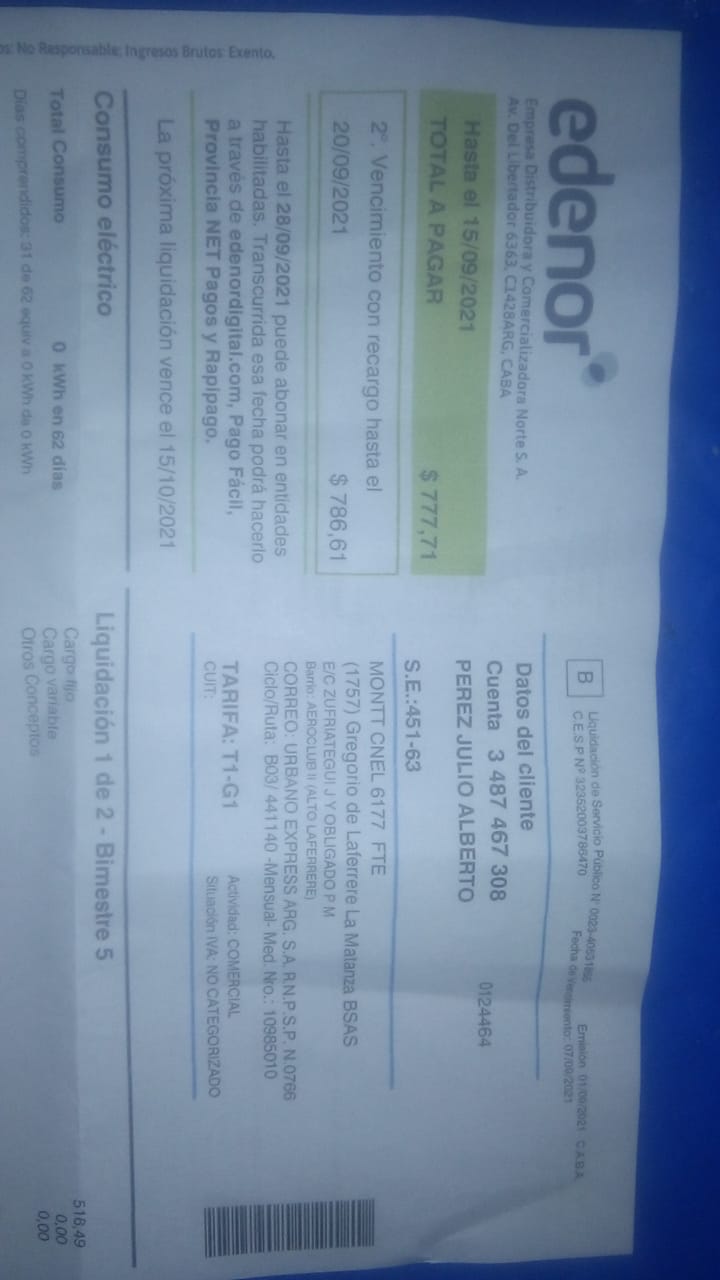 edenor
Empresa Distribuidora y Comercializadora Norte S. A.
Av. Del Libertador 6363, C1428ARG, CABA
Hasta el 15/09/2021
TOTAL A PAGAR $ 777,71
2º. Vencimiento con recargo hasta el
20/09/2021 $ 786,61
Hasta el 28/09/2021 puede abonar en entidades
habilitadas. Transcurrida esa fecha podrá hacerlo
a través de edenordigital.com, Pago Fácil,
Provincia NET Pagos y Rapipago.
La próxima liquidación vence el 15/10/2021
B
Liquidación de Servicio Público Nº Emisión 01/09/2021 C.A.B.A
C.E.S.P Nº 32352003786470 Fecha de Vencimiento: 07/09/2021
Datos del cliente
Cuenta 3 487 467 308 0124464
PEREZ JULIO ALBERTO
S.E.:451-63
MONTT CNEL 6177 FTE
(1757) Gregorio de Laferrere La Matanza BSAS
E/C ZUFRIATEGUI J Y OBLIGADO P M
Barrio: AEROCLUB II (ALTO LAFERRERE)
CORREO: URBANO EXPRESS ARG. S.A. R.N.P.S.P. N.0766
Ciclo/Ruta: B03/ 441140 -Mensual- Med. Nro.: 10985010
TARIFA: T1-G1 Actividad: COMERCIAL
CUIT: Situación IVA: NO CATEGORIZADO
Consumo eléctrico
Total Consumo 0 kWh en 62 días
Días comprendidos: 31 de 62 equiv a 0 kWh de 0 kWh
Liquidación 1 de 2 - Bimestre 5
Cargo fijo 518,49
Cargo variable 0,00
Otros Conceptos 0,00
No Responsable; Ingresos Brutos: Exento.